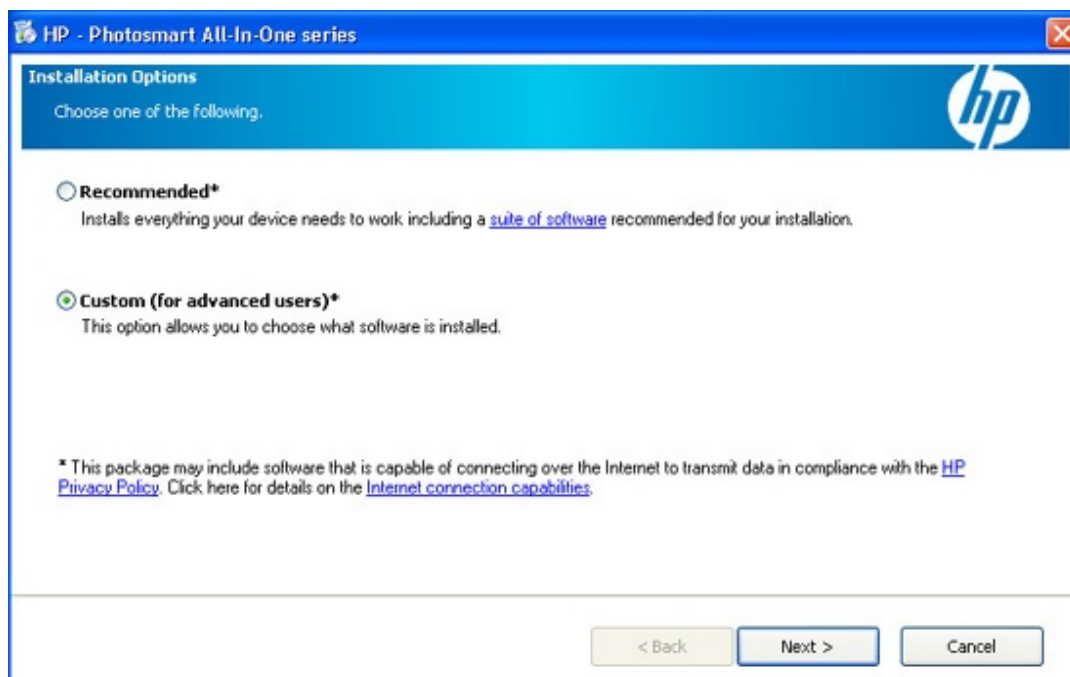 HP - Photosmart All-In-One series
Installation Options
Choose one of the following.
hp
Recommended*
Installs everything your device needs to work including a suite of software recommended for your installation.
Custom (for advanced users)*
This option allows you to choose what software is installed.
* This package may include software that is capable of connecting over the Internet to transmit data in compliance with the HP
Privacy Policy. Click here for details on the Internet connection capabilities.
< Back Next > Cancel